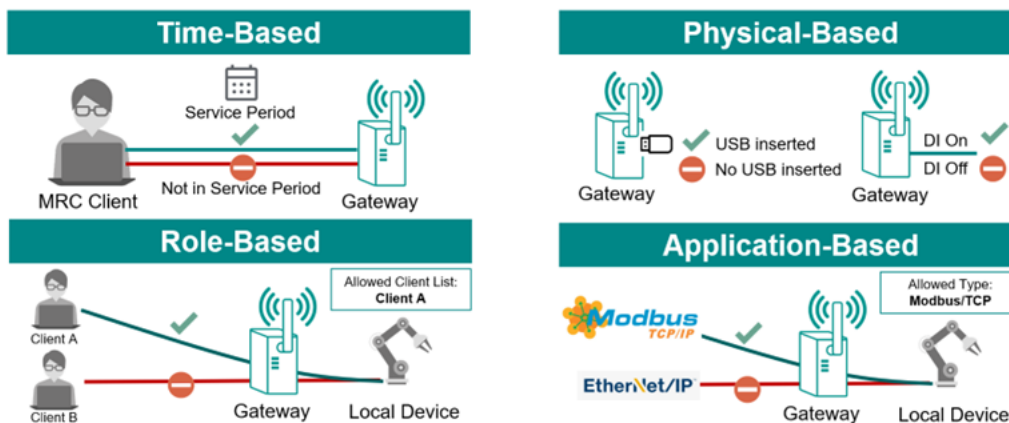 Time-Based
Service Period
Not in Service Period
MRC Client
Gateway
Physical-Based
USB inserted
No USB inserted
Gateway
DI On
DI Off
Gateway
Role-Based
Allowed Client List:
Client A
Client A
Client B
Gateway
Local Device
Application-Based
Allowed Type:
Modbus/TCP
Modbus
TCP/IP
EtherNet/IP
Gateway
Local Device